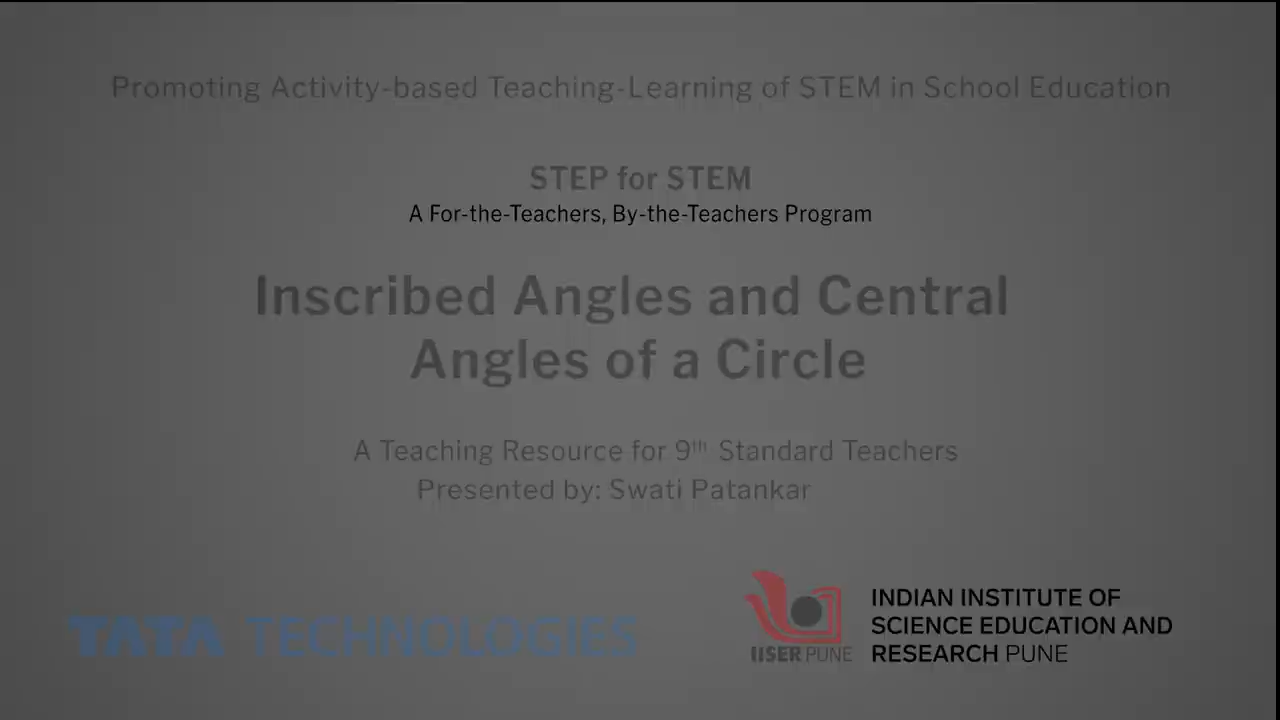 Promoting Activity-based Teaching-Learning of STEM in School Education
STEP for STEM
A For-the-Teachers, By-the-Teachers Program
Inscribed Angles and Central
Angles of a Circle
A Teaching Resource for 9th Standard Teachers
Presented by: Swati Patankar
TATA TECHNOLOGIES
IISER PUNE
INDIAN INSTITUTE OF
SCIENCE EDUCATION AND
RESEARCH PUNE